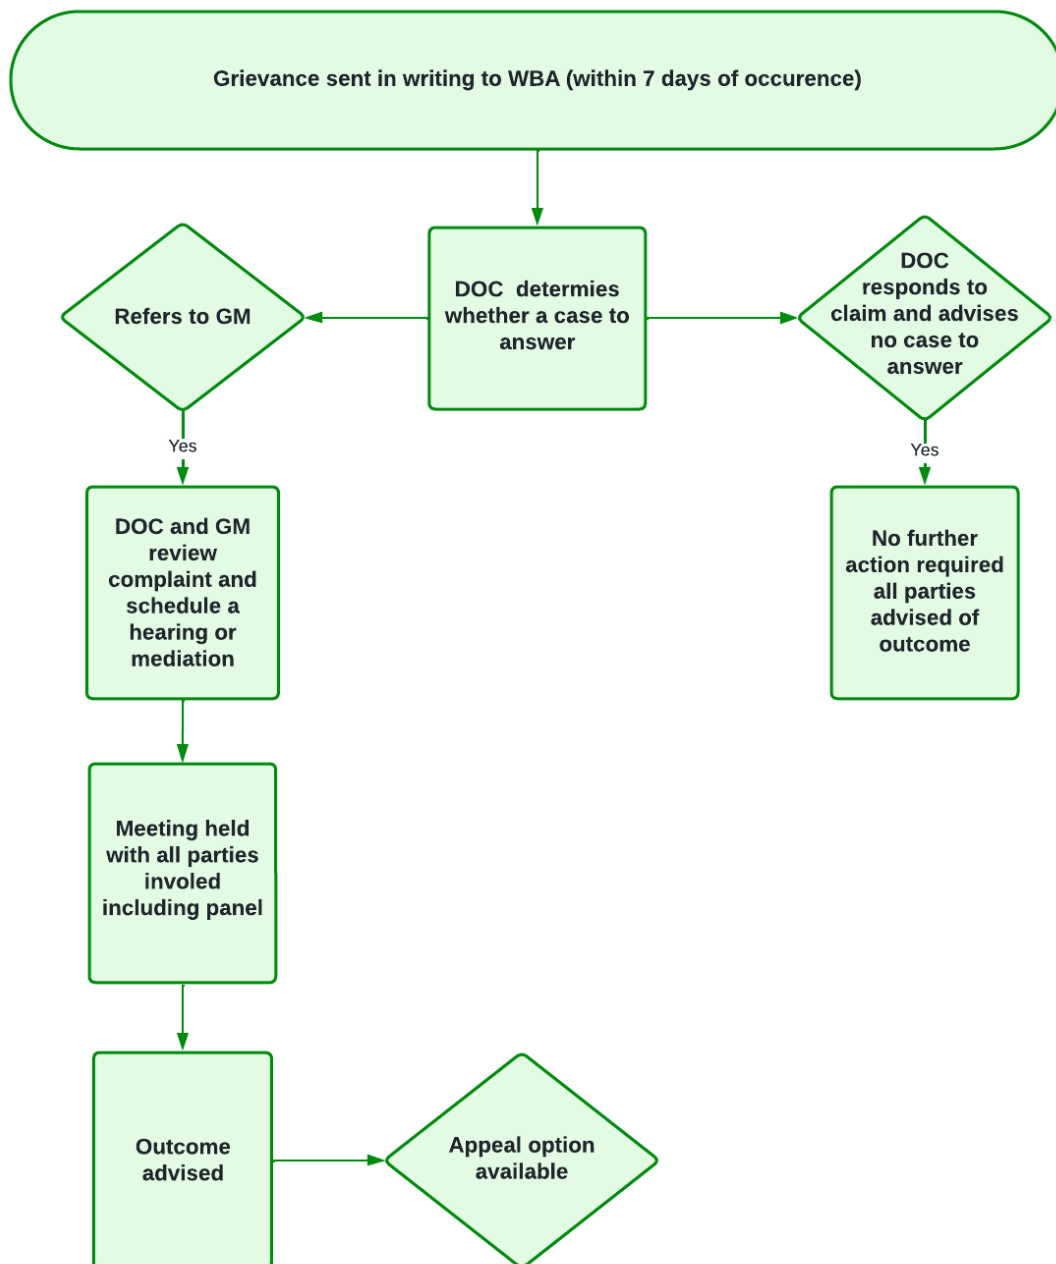 Grievance sent in writing to WBA (within 7 days of occurence)
Refers to GM
DOC determies
whether a case to
answer
DOC
responds to
claim and advises
no case to
answer
Yes
Yes
DOC and GM
review
complaint and
schedule a
hearing or
mediation
No further
action required
all parties
advised of
outcome
Meeting held
with all parties
involed
including panel
Outcome
advised
Appeal option
available